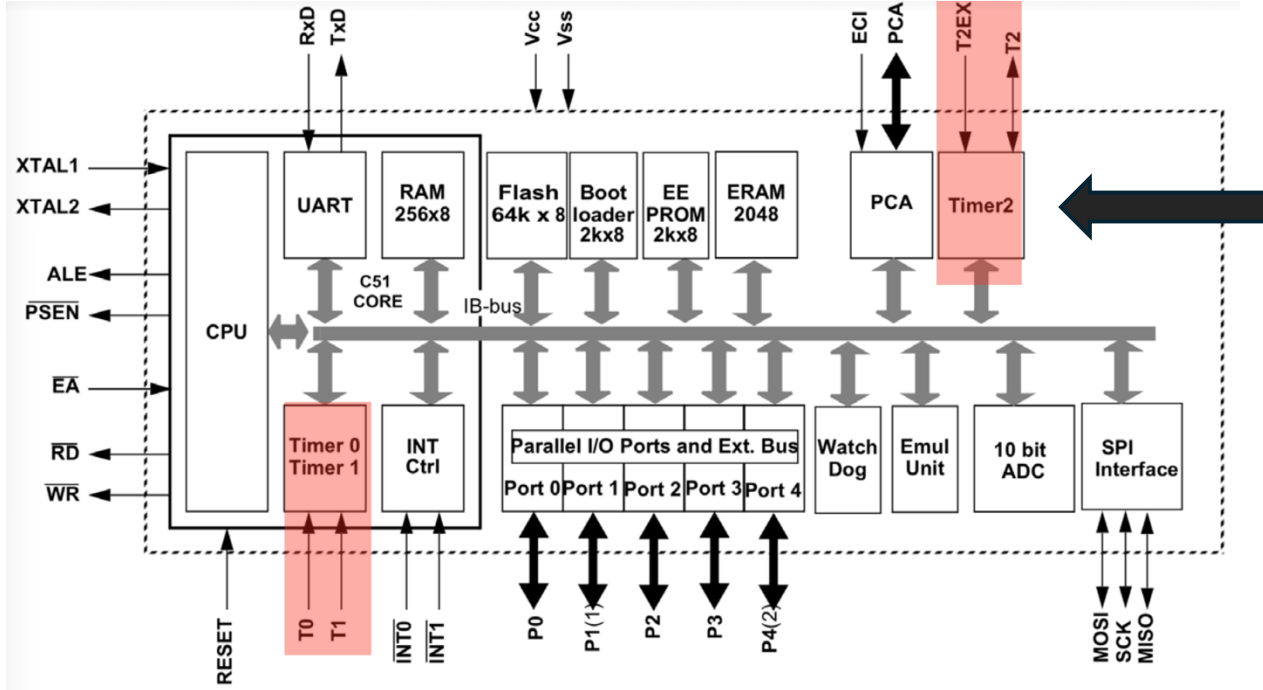 RxD
TxD
Vcc
Vss
ECI
PCA
T2EX
T2
XTAL1
XTAL2
ALE
PSEN
EA
RD
WR
CPU
UART
RAM
256x8
C51
CORE
IB-bus
Flash
64k x 8
Boot
loader
2kx8
EE
PROM
2kx8
ERAM
2048
PCA
Timer2
Timer 0
Timer 1
INT
Ctrl
Parallel I/O Ports and Ext. Bus
Port 0
Port 1
Port 2
Port 3
Port 4
Watch
Dog
Emul
Unit
10 bit
ADC
SPI
Interface
RESET
T0
T1
INT0
INT1
P0
P1(1)
P2
P3
P4(2)
MOSI
SCK
MISO